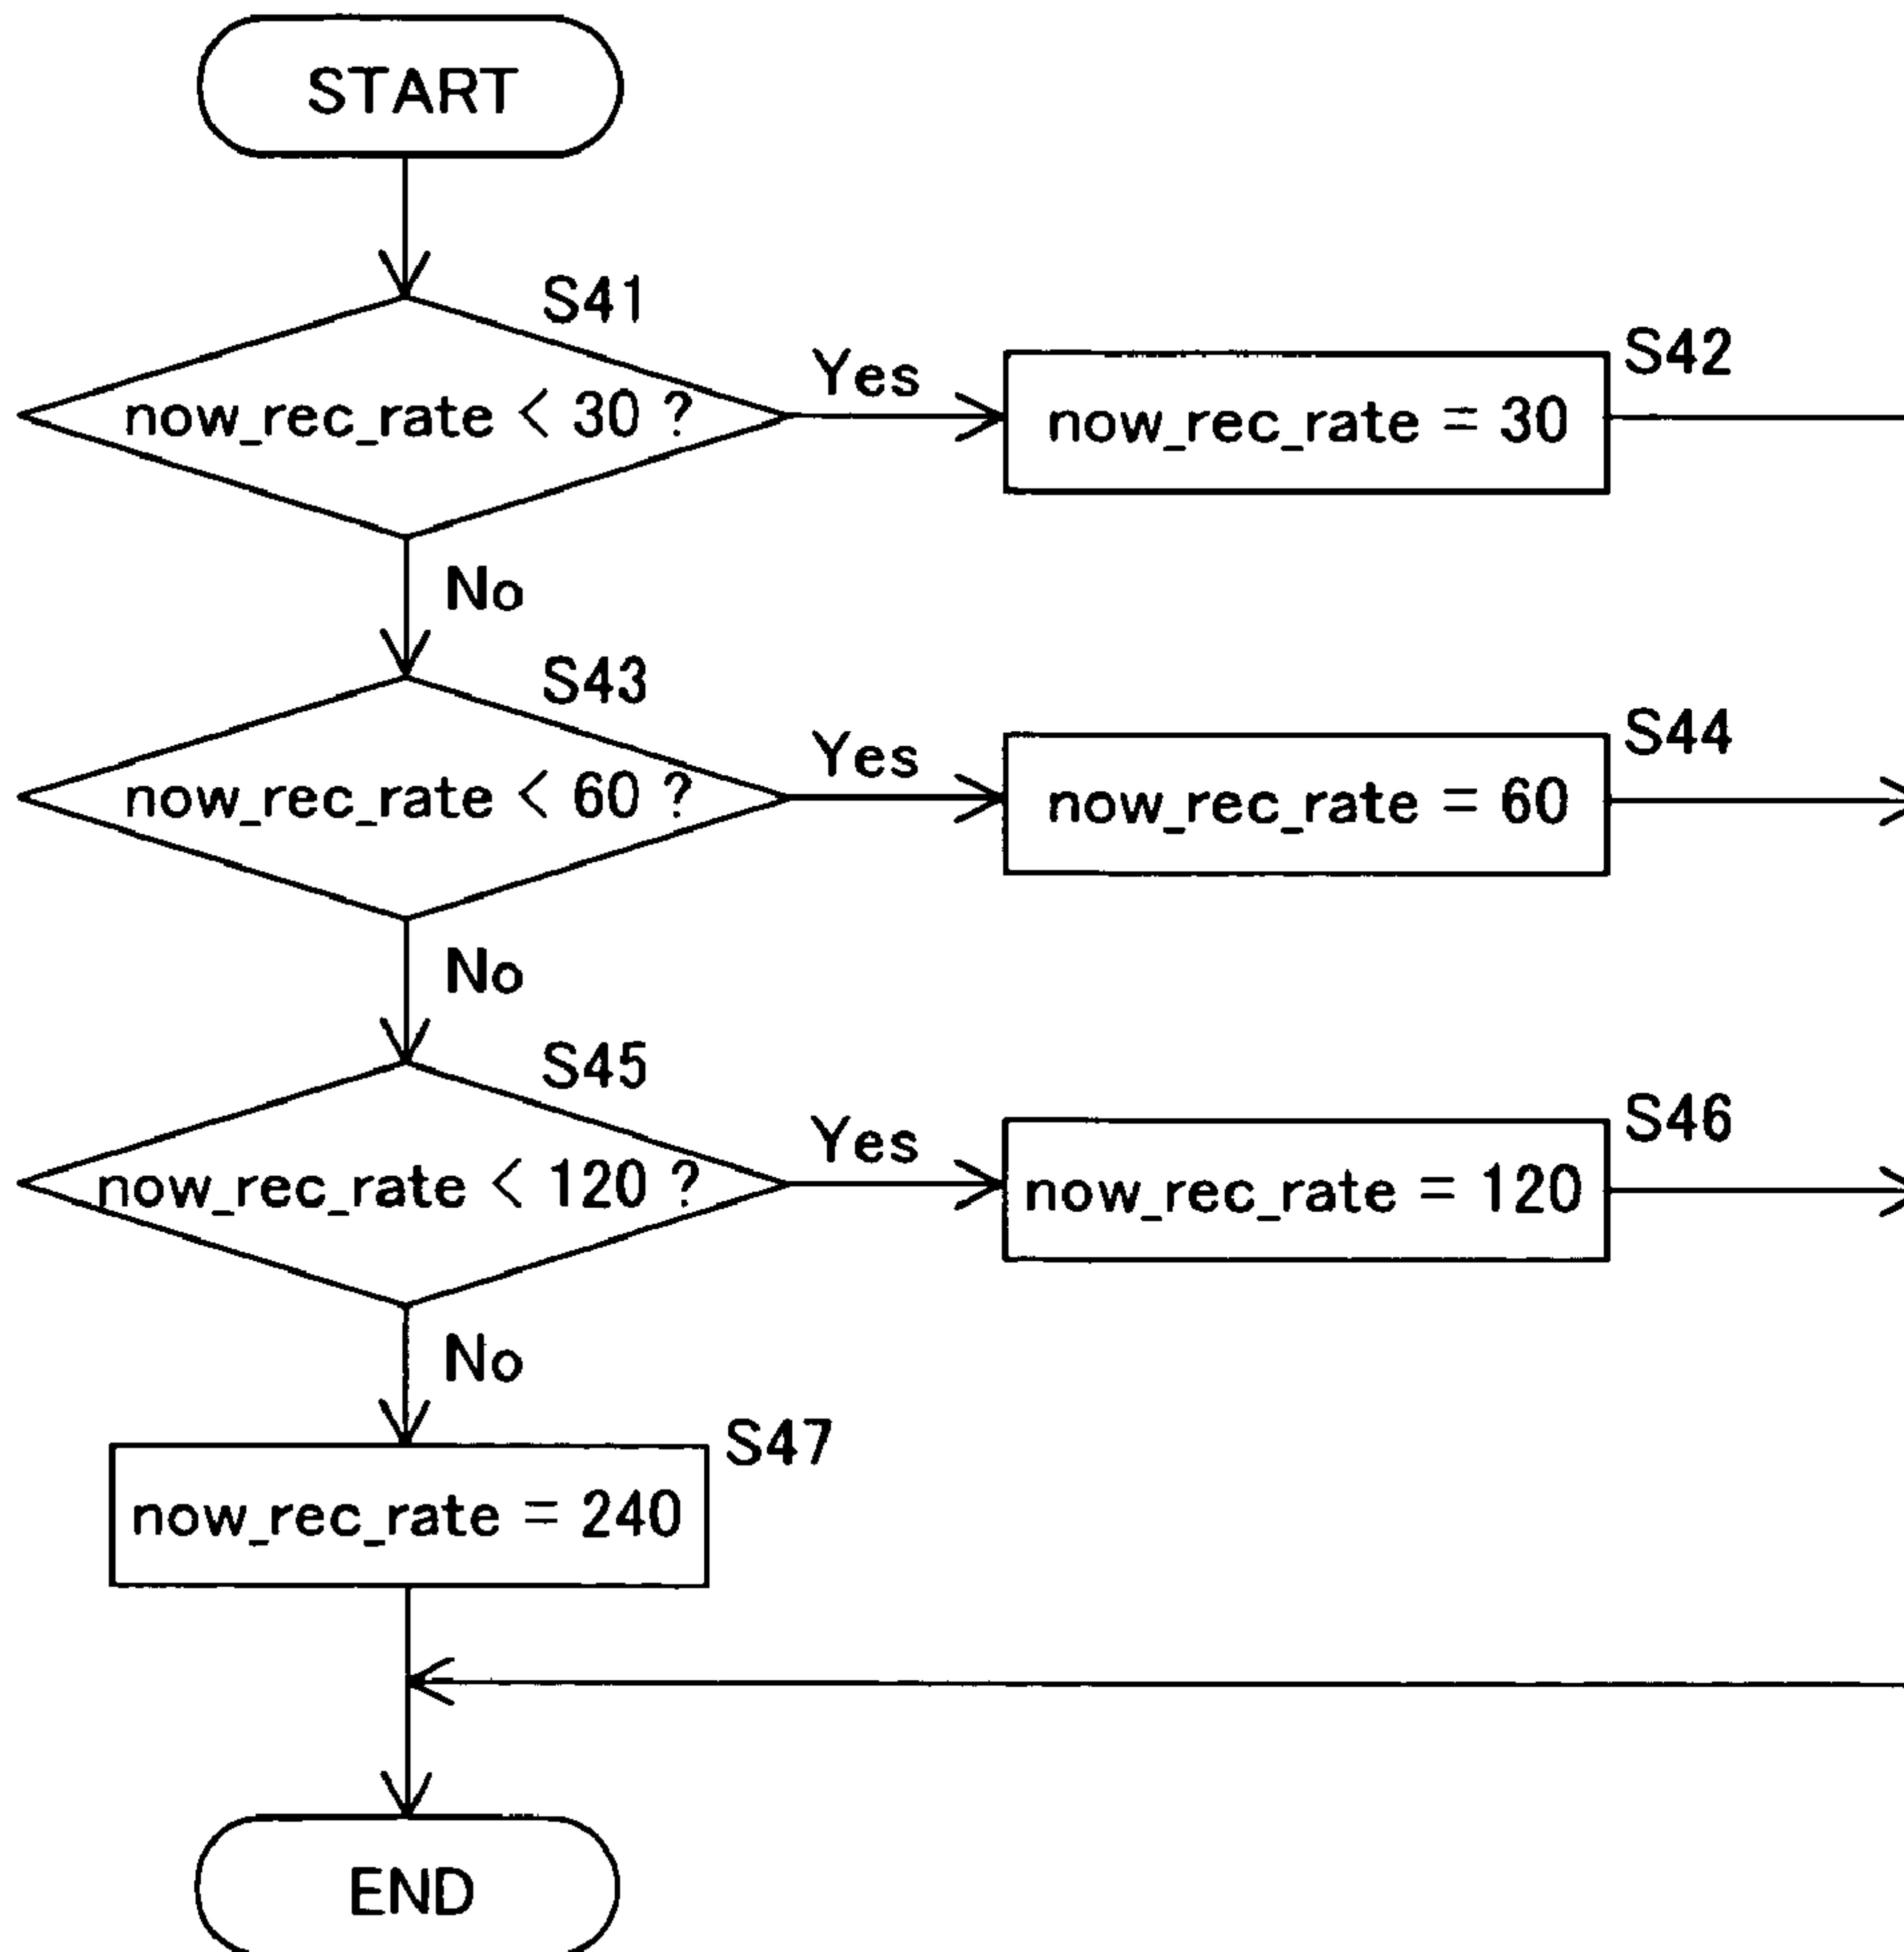 START
S41
now_rec_rate < 30 ?
Yes
S42
now_rec_rate = 30
No
S43
now_rec_rate < 60 ?
Yes
S44
now_rec_rate = 60
No
S45
now_rec_rate < 120 ?
Yes
S46
now_rec_rate = 120
No
S47
now_rec_rate = 240
END